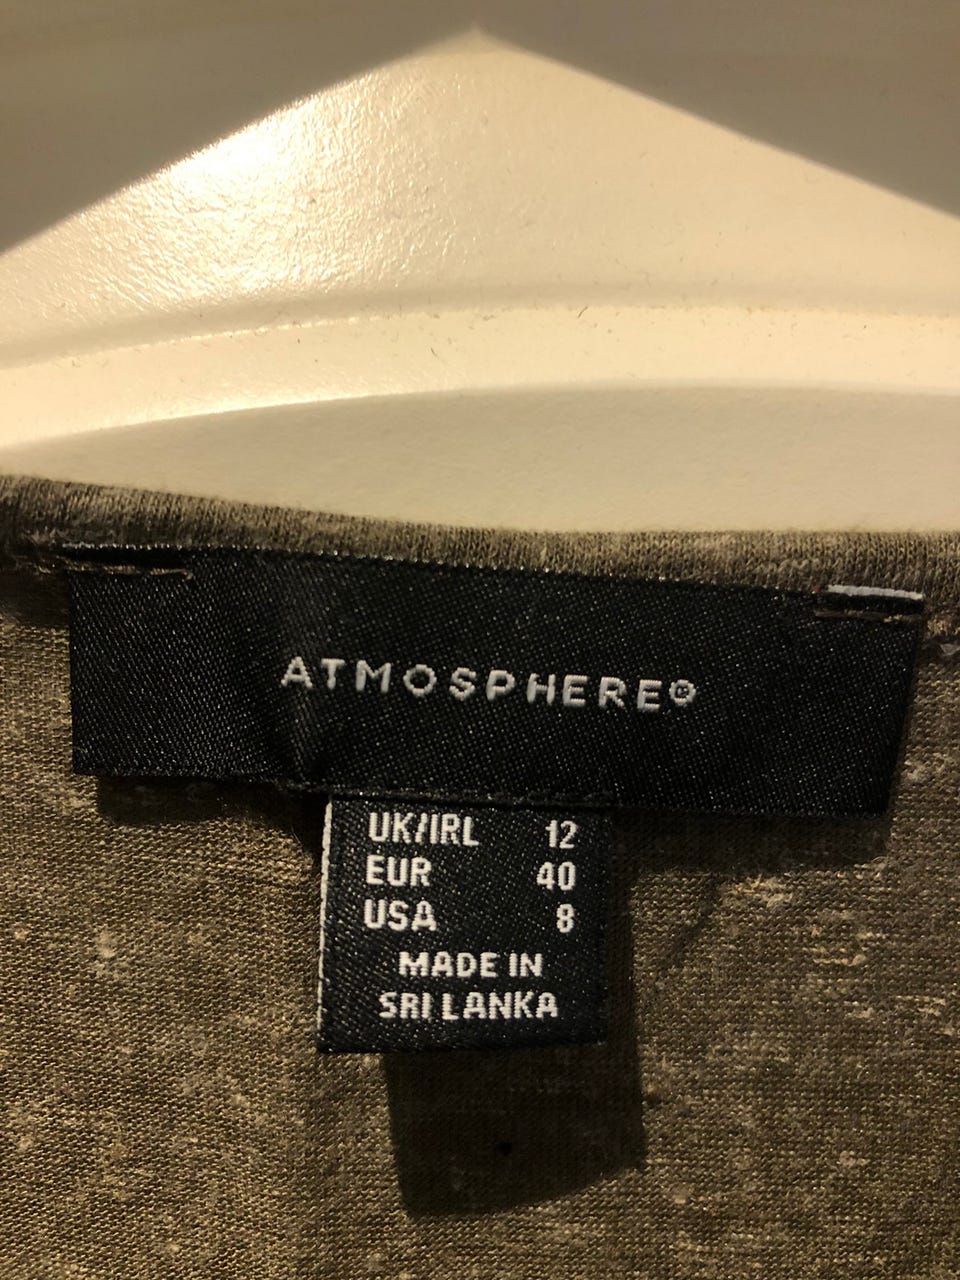 ATMOSPHERE®
UK/IRL 12
EUR 40
USA 8
MADE IN
SRI LANKA